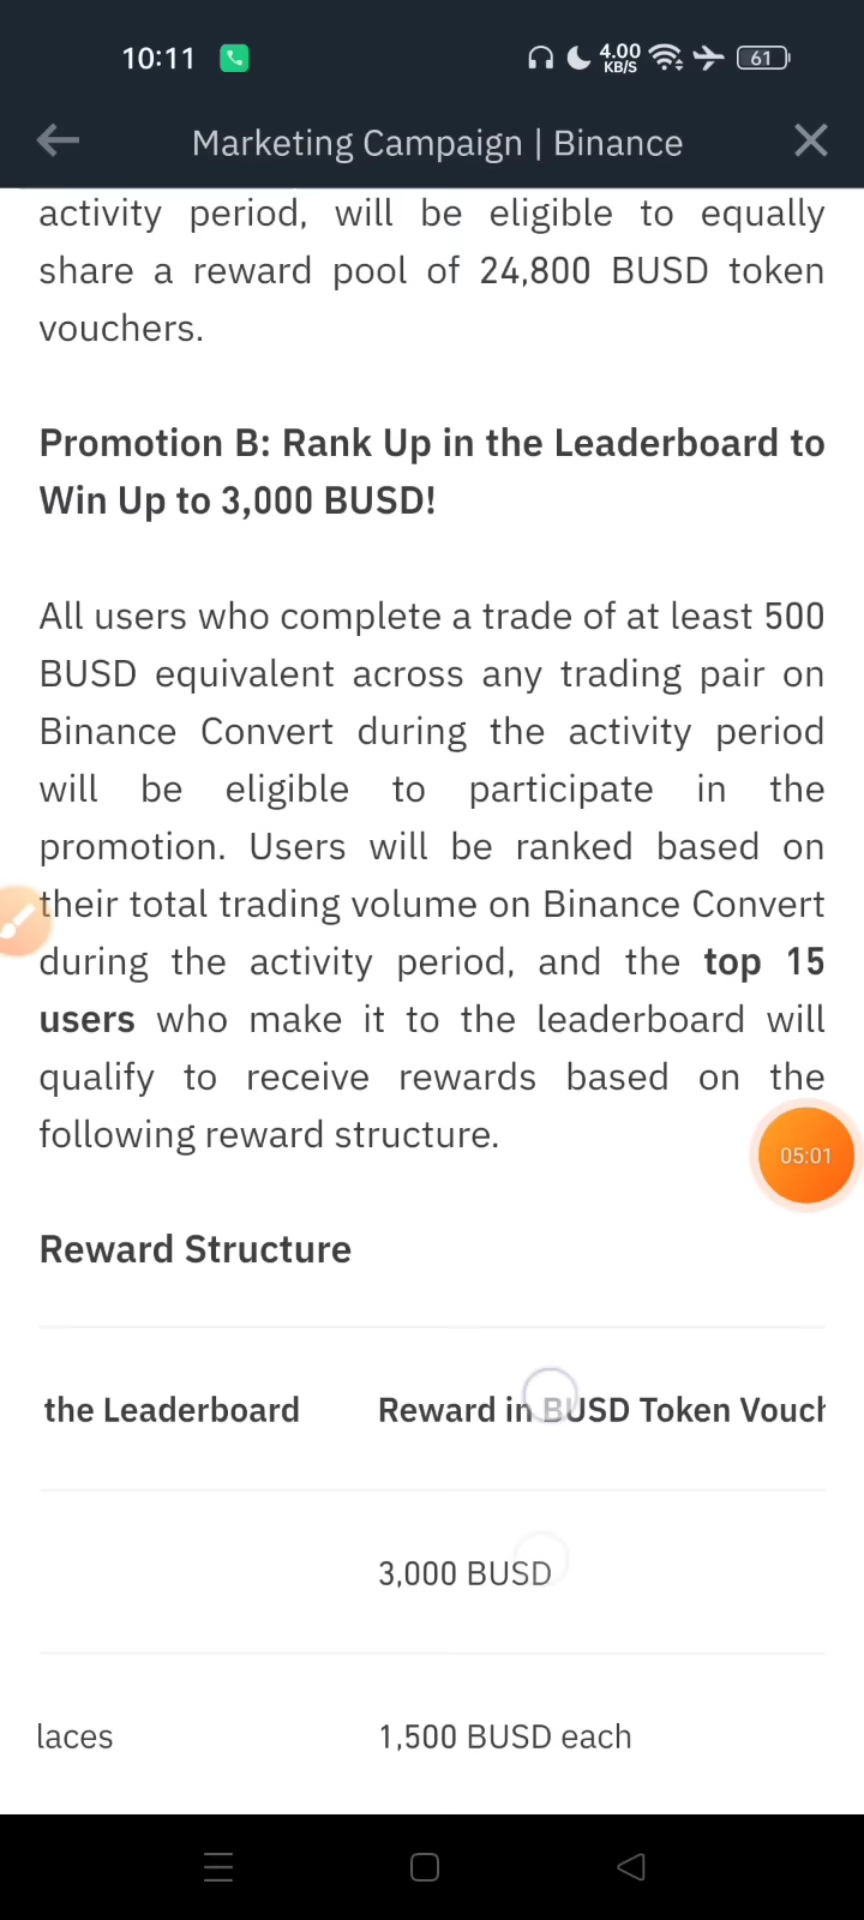 10:11
4.00
KB/S
61
Marketing Campaign | Binance
activity period, will be eligible to equally
share a reward pool of 24,800 BUSD token
vouchers.
Promotion B: Rank Up in the Leaderboard to
Win Up to 3,000 BUSD!
All users who complete a trade of at least 500
BUSD equivalent across any trading pair on
Binance Convert during the activity period
will be eligible to participate in the
promotion. Users will be ranked based on
their total trading volume on Binance Convert
during the activity period, and the top 15
users who make it to the leaderboard will
qualify to receive rewards based on the
following reward structure.
05:01
Reward Structure
the Leaderboard Reward in BUSD Token Vouch
3,000 BUSD
laces 1,500 BUSD each